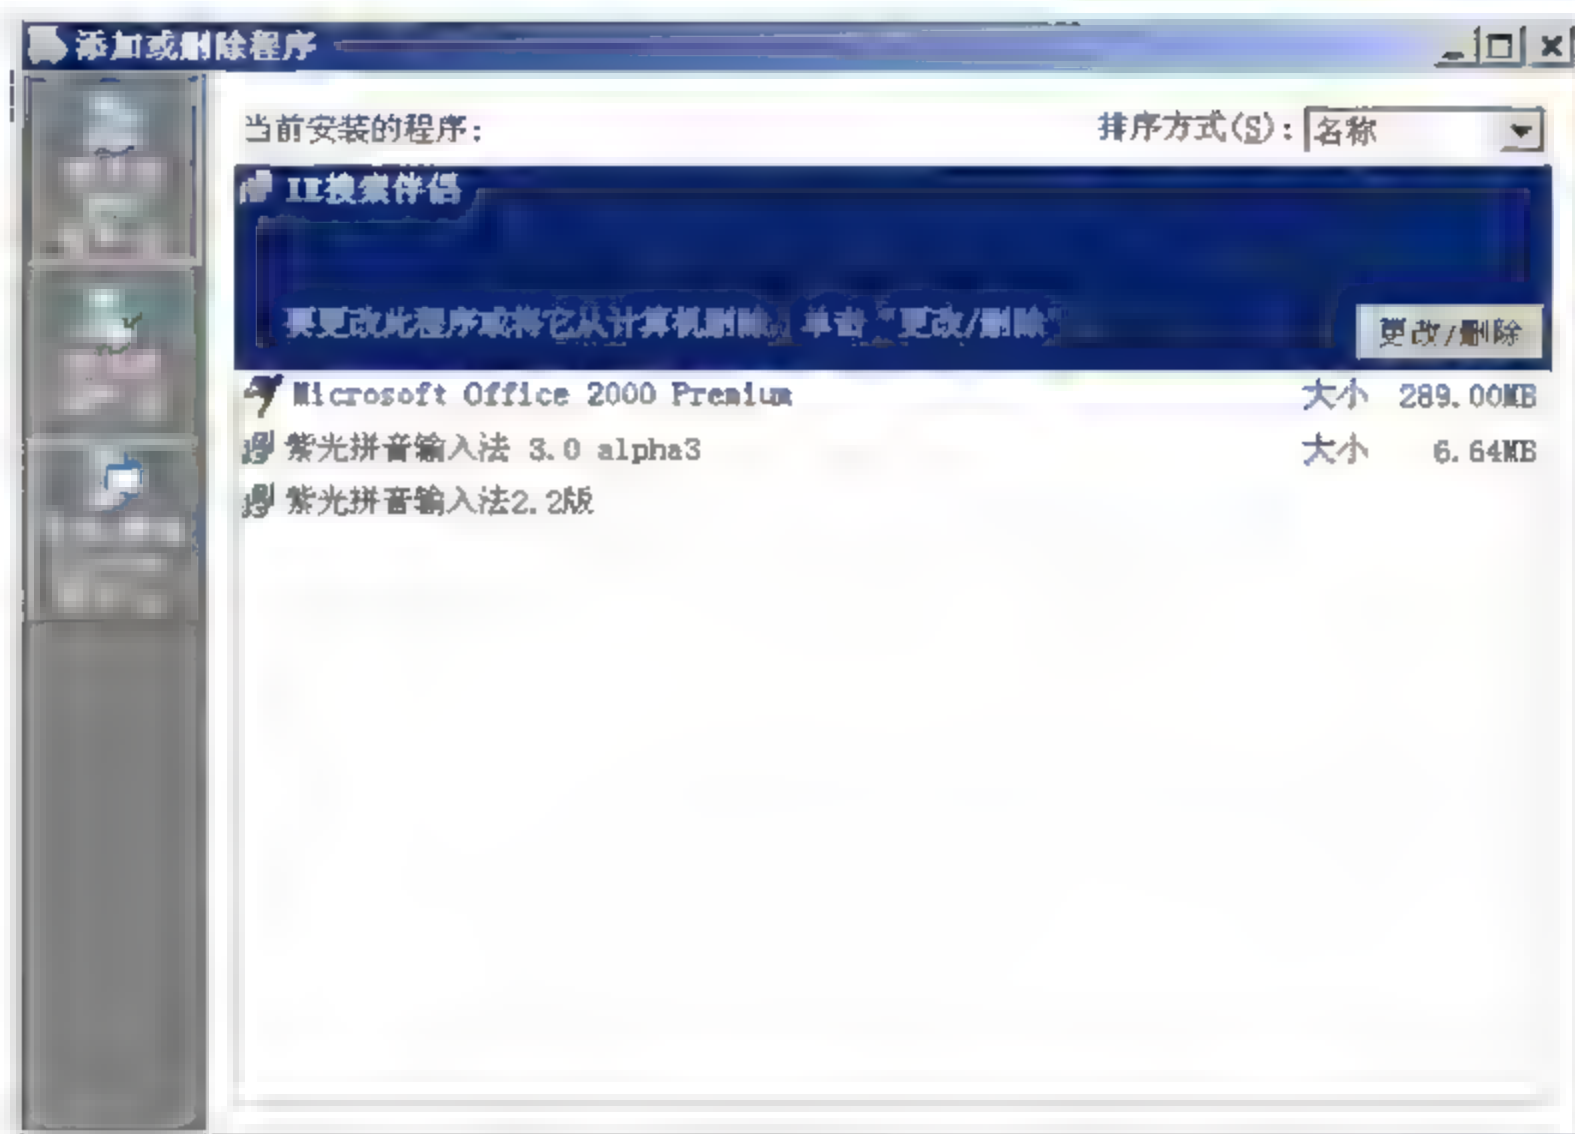 添加或删除程序
当前安装的程序: 排序方式(S): 名称
IE搜索伴侣
要更改此程序或将它从计算机删除，单击“更改/删除” 更改/删除
Microsoft Office 2000 Premium 大小 289.00MB
紫光拼音输入法 3.0 alpha3 大小 6.64MB
紫光拼音输入法2.2版